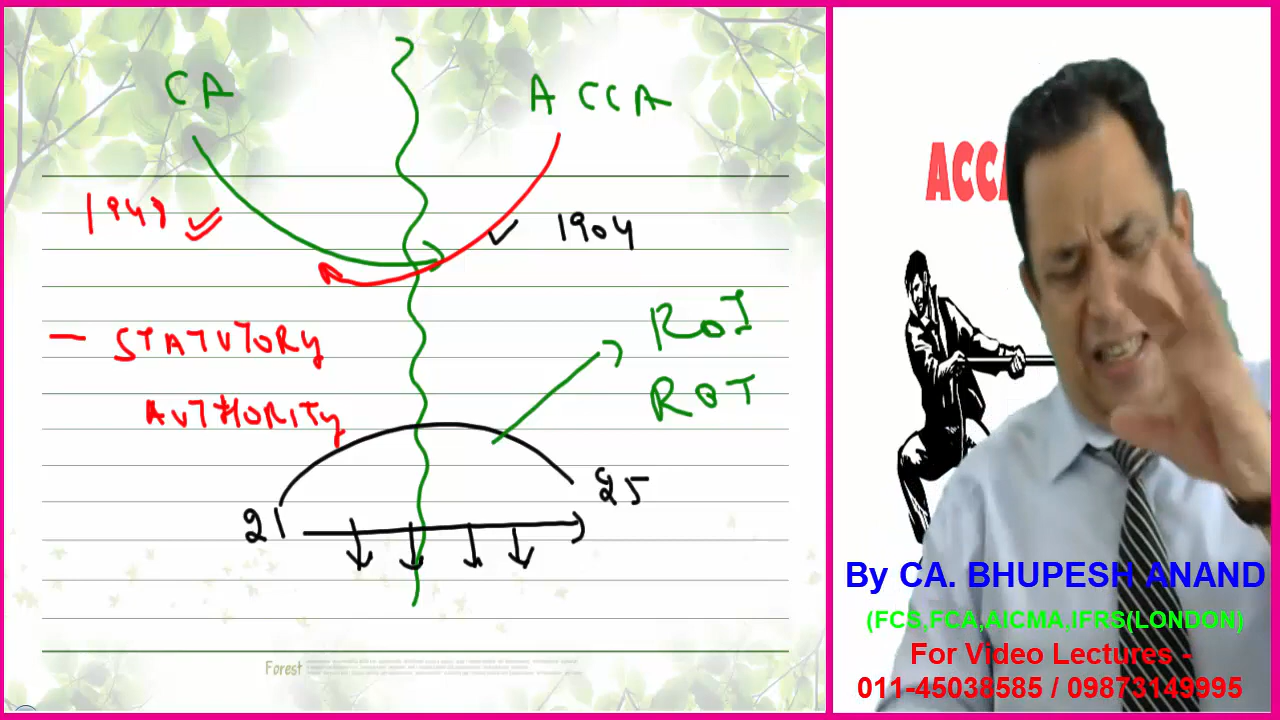 CA
ACCA
1948
1904
- STATUTORY
AUTHORITY
ROI
ROT
21
25
Forest
ACCA
By CA. BHUPESH ANAND
(FCS,FCA,AICMA,IFRS(LONDON)
For Video Lectures -
011-45038585 / 09873149995